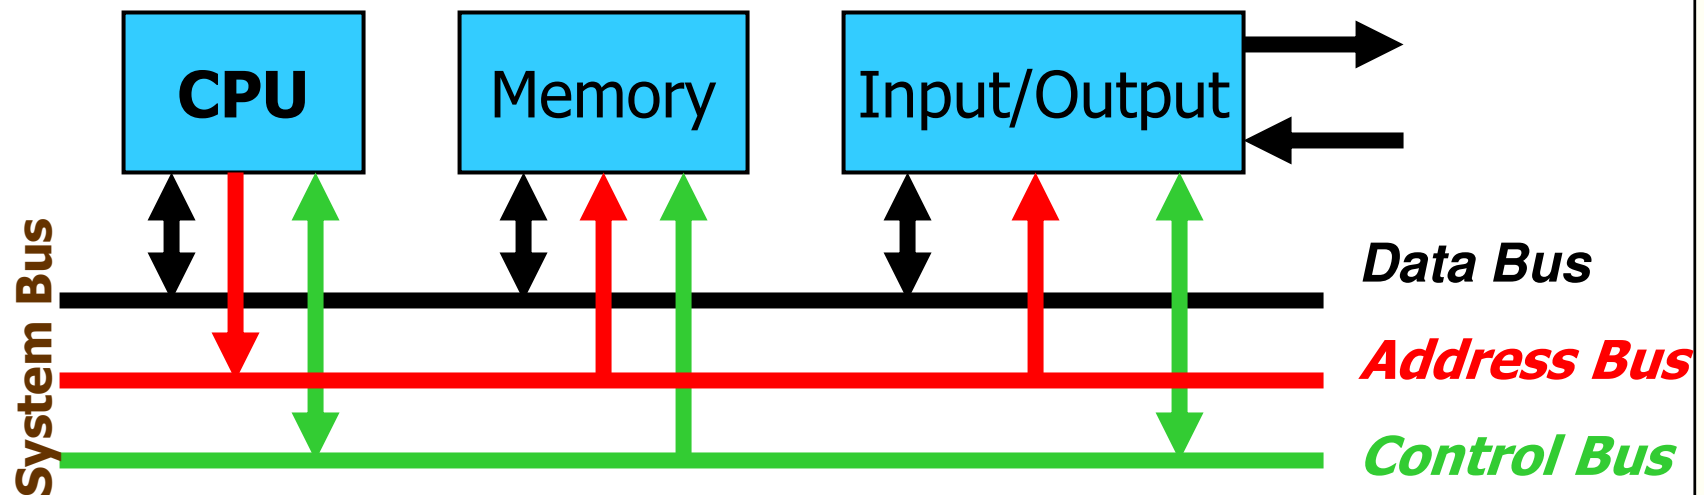 CPU
Memory
Input/Output
System Bus
Data Bus
Address Bus
Control Bus